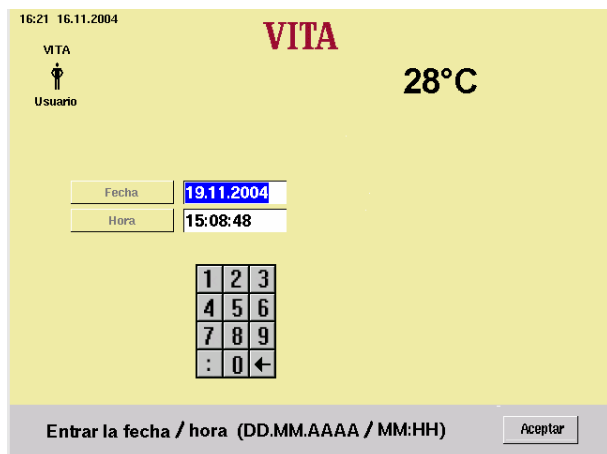 16:21 16.11.2004
VITA
VITA
28°C
Usuario
Fecha 19.11.2004
Hora 15:08:48
1 2 3
4 5 6
7 8 9
: 0 ←
Entrar la fecha / hora (DD.MM.AAAA / MM:HH) Aceptar